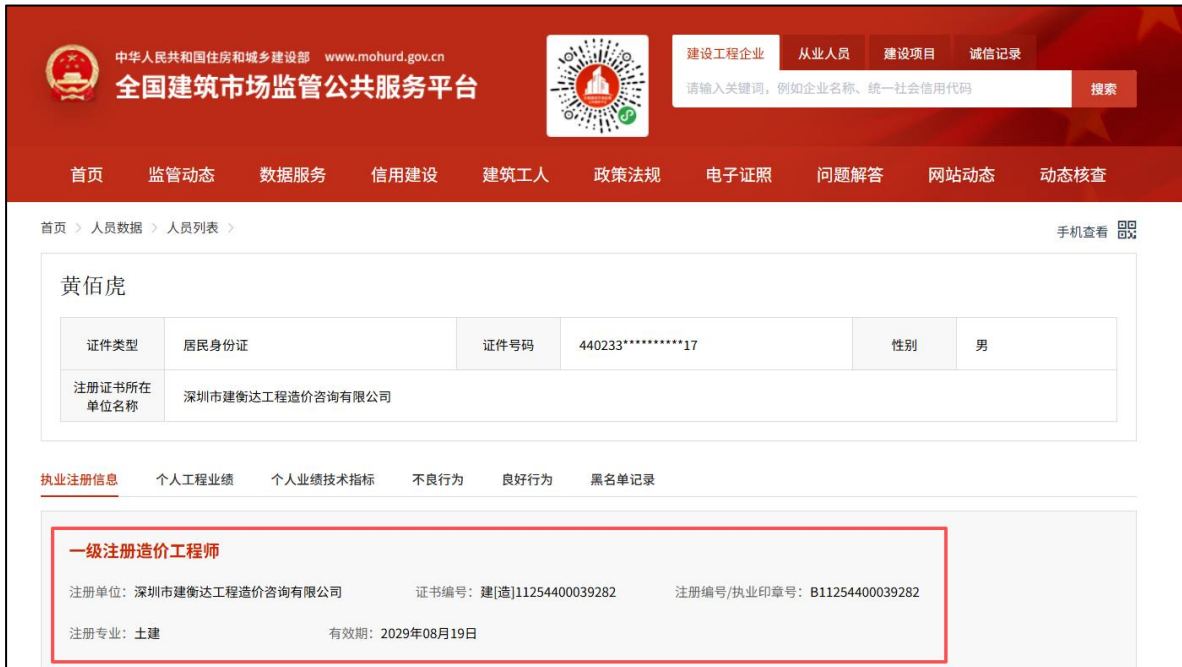 中华人民共和国住房和城乡建设部 www.mohurd.gov.cn
全国建筑市场监管公共服务平台
建设工程企业 从业人员 建设项目 诚信记录
请输入关键词，例如企业名称、统一社会信用代码 搜索
首页 监管动态 数据服务 信用建设 建筑工人 政策法规 电子证照 问题解答 网站动态 动态核查
首页 > 人员数据 > 人员列表 >
手机查看
黄佰虎
证件类型 居民身份证 证件号码 440233**********17 性别 男
注册证书所在
单位名称
深圳市建衡达工程造价咨询有限公司
执业注册信息 个人工程业绩 个人业绩技术指标 不良行为 良好行为 黑名单记录
一级注册造价工程师
注册单位：深圳市建衡达工程造价咨询有限公司 证书编号：建[造]11254400039282 注册编号/执业印章号：B11254400039282
注册专业：土建 有效期：2029年08月19日